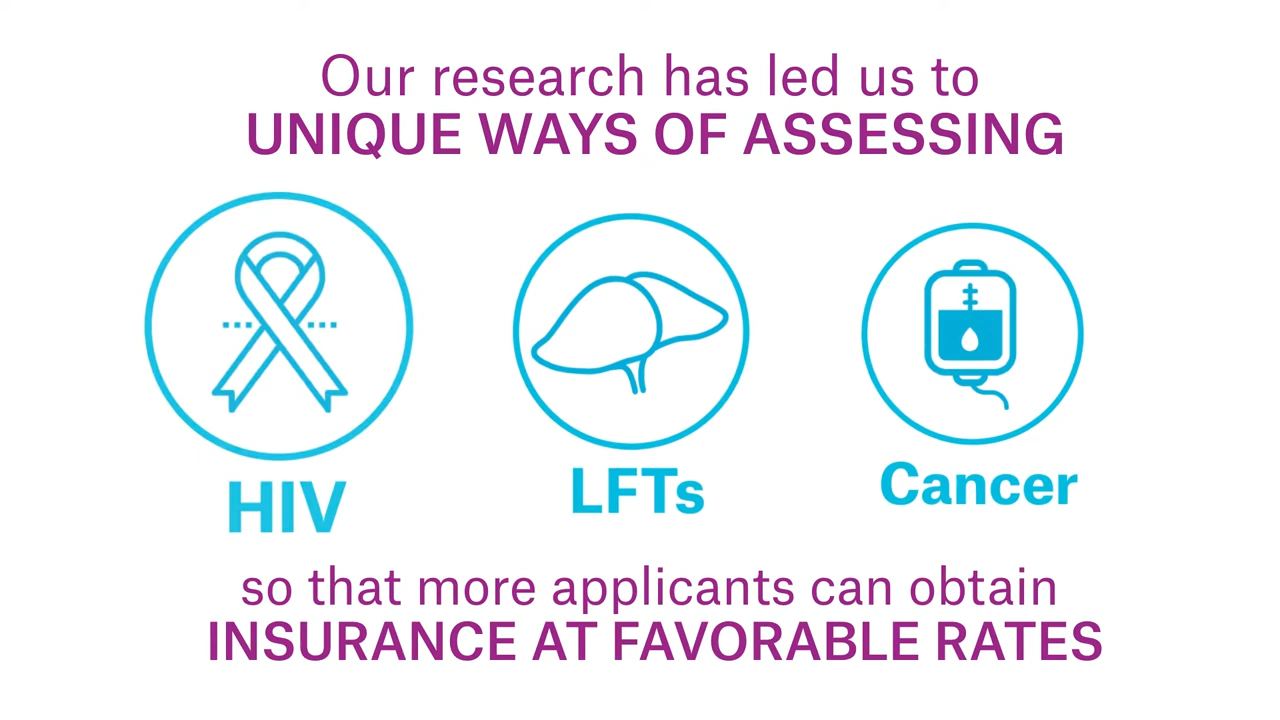 Our research has led us to
UNIQUE WAYS OF ASSESSING
HIV
LFTs
Cancer
so that more applicants can obtain
INSURANCE AT FAVORABLE RATES